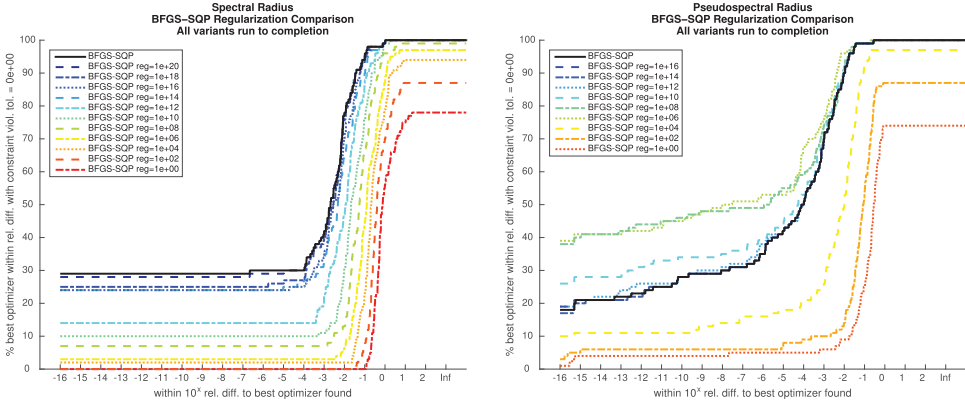 Spectral Radius
BFGS−SQP Regularization Comparison
All variants run to completion
% best optimizer within rel. diff. with constraint viol. tol. = 0e+00
100
90
80
70
60
50
40
30
20
10
0
BFGS-SQP
BFGS-SQP reg=1e+20
BFGS-SQP reg=1e+18
BFGS-SQP reg=1e+16
BFGS-SQP reg=1e+14
BFGS-SQP reg=1e+12
BFGS-SQP reg=1e+10
BFGS-SQP reg=1e+08
BFGS-SQP reg=1e+06
BFGS-SQP reg=1e+04
BFGS-SQP reg=1e+02
BFGS-SQP reg=1e+00
-16 -15 -14 -13 -12 -11 -10 -9 -8 -7 -6 -5 -4 -3 -2 -1 0 1 2 Inf
within 10^x rel. diff. to best optimizer found
Pseudospectral Radius
BFGS−SQP Regularization Comparison
All variants run to completion
% best optimizer within rel. diff. with constraint viol. tol. = 0e+00
100
90
80
70
60
50
40
30
20
10
0
BFGS-SQP
BFGS-SQP reg=1e+16
BFGS-SQP reg=1e+14
BFGS-SQP reg=1e+12
BFGS-SQP reg=1e+10
BFGS-SQP reg=1e+08
BFGS-SQP reg=1e+06
BFGS-SQP reg=1e+04
BFGS-SQP reg=1e+02
BFGS-SQP reg=1e+00
-16 -15 -14 -13 -12 -11 -10 -9 -8 -7 -6 -5 -4 -3 -2 -1 0 1 2 Inf
within 10^x rel. diff. to best optimizer found